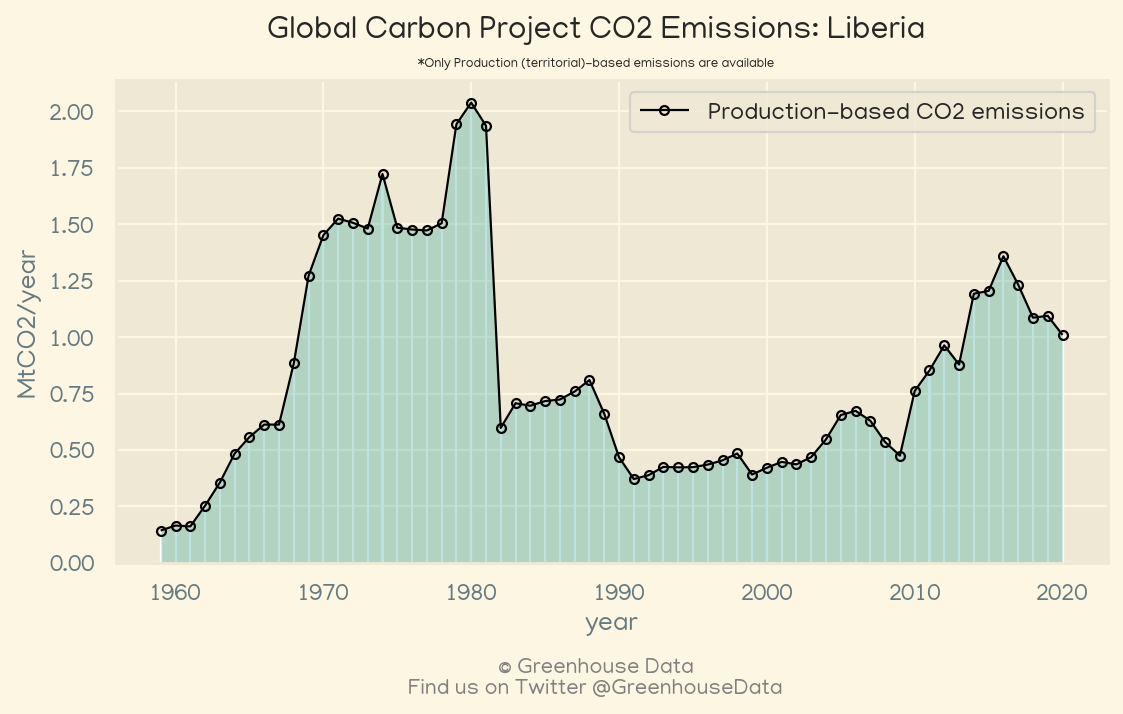 Global Carbon Project CO2 Emissions: Liberia
*Only Production (territorial)-based emissions are available
Production-based CO2 emissions
2.00
1.75
1.50
1.25
1.00
0.75
0.50
0.25
0.00
MtCO2/year
1960 1970 1980 1990 2000 2010 2020
year
© Greenhouse Data
Find us on Twitter @GreenhouseData